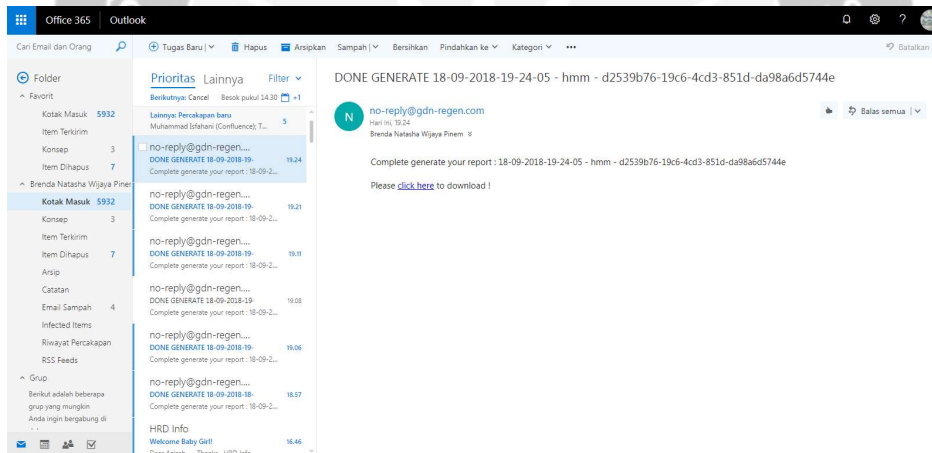 Office 365 Outlook
?
Cari Email dan Orang
Tugas Baru | Hapus Arsipkan Sampah | Bersihkan Pindahkan ke Kategori ••• Batalkan
Folder
Favorit
Kotak Masuk 5932
Item Terkirim
Konsep 3
Item Dihapus 7
Brenda Natasha Wijaya Piner
Kotak Masuk 5932
Konsep 3
Item Terkirim
Item Dihapus 7
Arsip
Catatan
Email Sampah 4
Infected Items
Riwayat Percakapan
RSS Feeds
Grup
Berikut adalah beberapa
grup yang mungkin
Anda ingin bergabung di
Prioritas Lainnya Filter
Berikutnya: Cancel Besok pukul 14.30 +1
Lainnya: Percakapan baru
Muhammad Isfahani (Confluence); T... 5
no-reply@gdn-regen....
DONE GENERATE 18-09-2018-19- 19.24
Complete generate your report : 18-09-2...
no-reply@gdn-regen....
DONE GENERATE 18-09-2018-19- 19.21
Complete generate your report : 18-09-2...
no-reply@gdn-regen....
DONE GENERATE 18-09-2018-19- 19.11
Complete generate your report : 18-09-2...
no-reply@gdn-regen....
DONE GENERATE 18-09-2018-19- 19.08
Complete generate your report : 18-09-2...
no-reply@gdn-regen....
DONE GENERATE 18-09-2018-19- 19.06
Complete generate your report : 18-09-2...
no-reply@gdn-regen....
DONE GENERATE 18-09-2018-18- 18.57
Complete generate your report : 18-09-2...
HRD Info
Welcome Baby Girl! 16.46
DONE GENERATE 18-09-2018-19-24-05 - hmm - d2539b76-19c6-4cd3-851d-da98a6d5744e
N
no-reply@gdn-regen.com
Hari ini, 19.24
Brenda Natasha Wijaya Pinem
Balas semua |
Complete generate your report : 18-09-2018-19-24-05 - hmm - d2539b76-19c6-4cd3-851d-da98a6d5744e
Please click here to download !